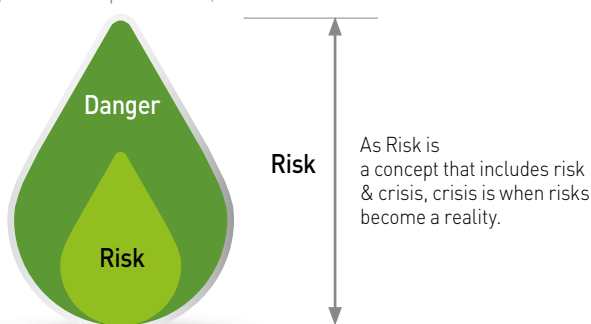 Danger
Risk
Risk
As Risk is
a concept that includes risk
& crisis, crisis is when risks
become a reality.